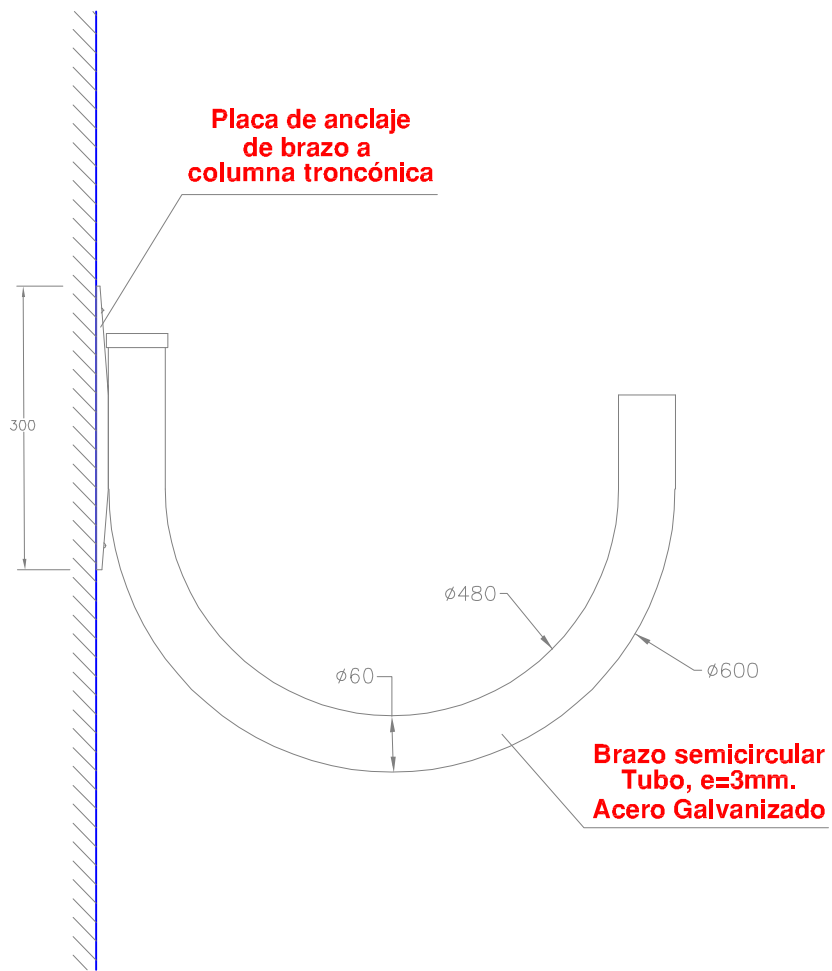 Placa de anclaje
de brazo a
columna troncónica
300
ø480
ø60
ø600
Brazo semicircular
Tubo, e=3mm.
Acero Galvanizado